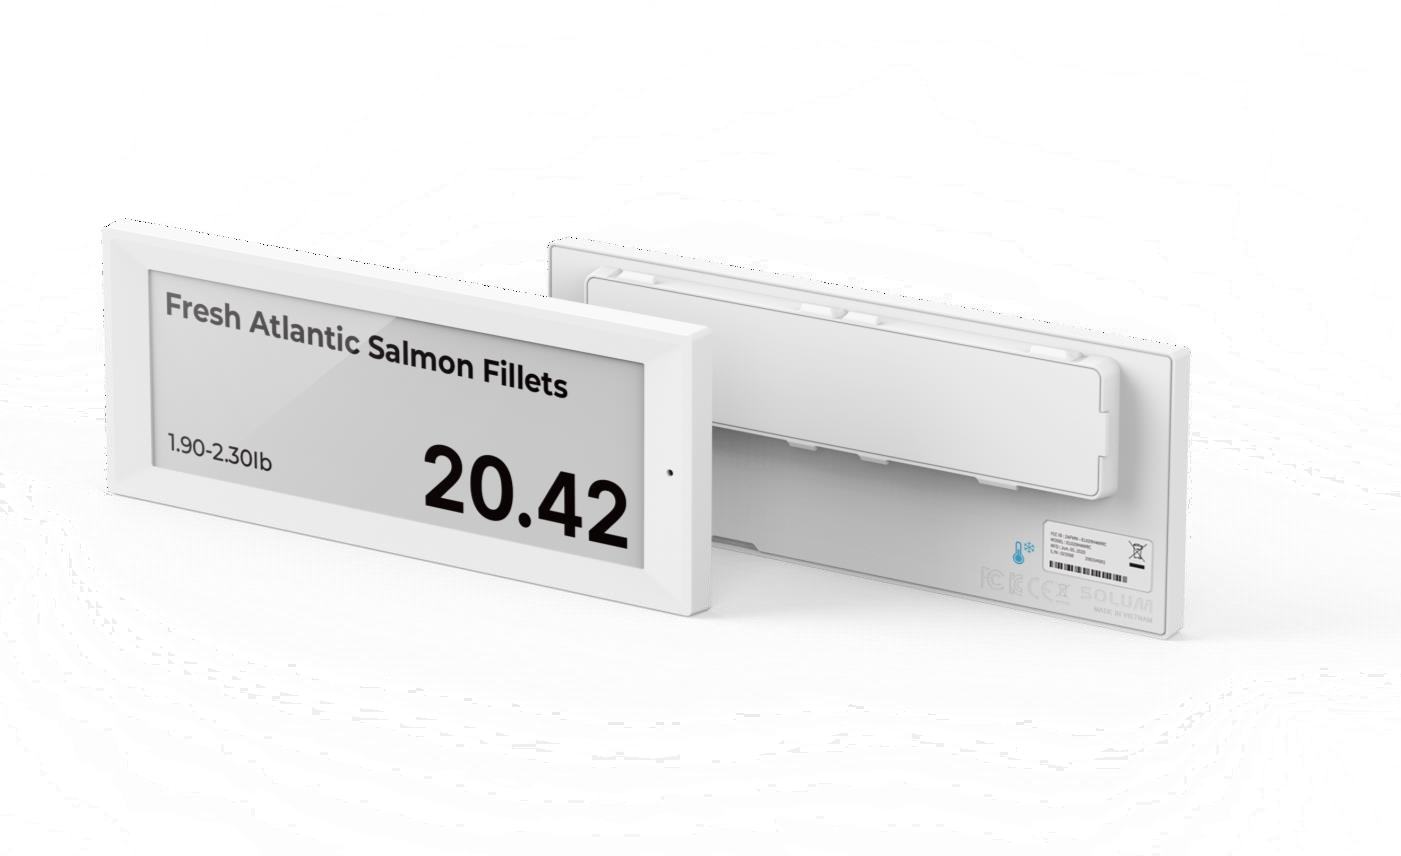 Fresh Atlantic Salmon Fillets
1.90-2.30lb
20.42
SOLUM
MADE IN VIETNAM